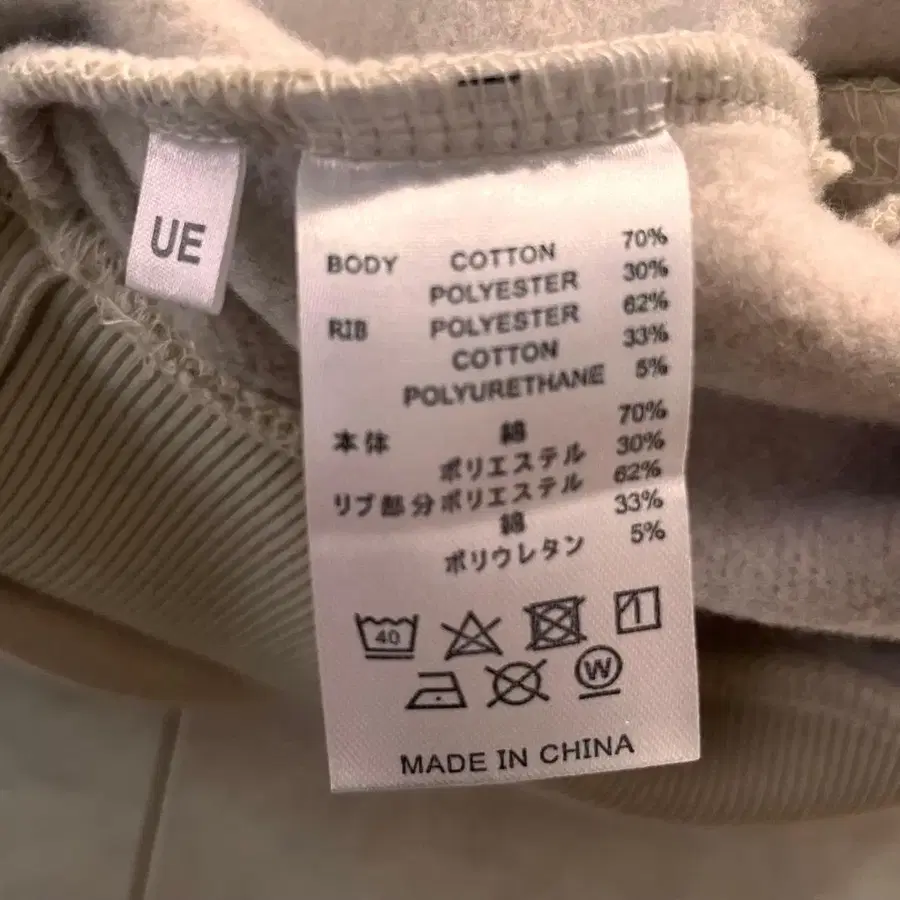 UE
BODY COTTON 70%
POLYESTER 30%
RIB POLYESTER 62%
COTTON 33%
POLYURETHANE 5%
本体 綿 70%
ポリエステル 30%
リブ部分ポリエステル 62%
綿 33%
ポリウレタン 5%
40
W
MADE IN CHINA